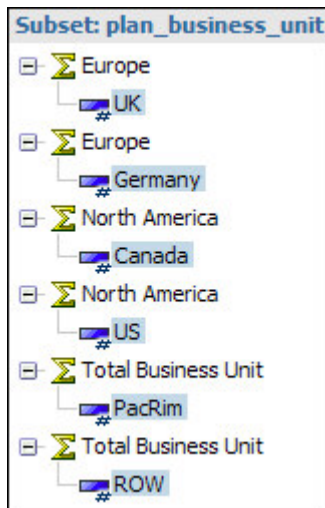 Subset: plan_business_unit
Europe
UK
Europe
Germany
North America
Canada
North America
US
Total Business Unit
PacRim
Total Business Unit
ROW